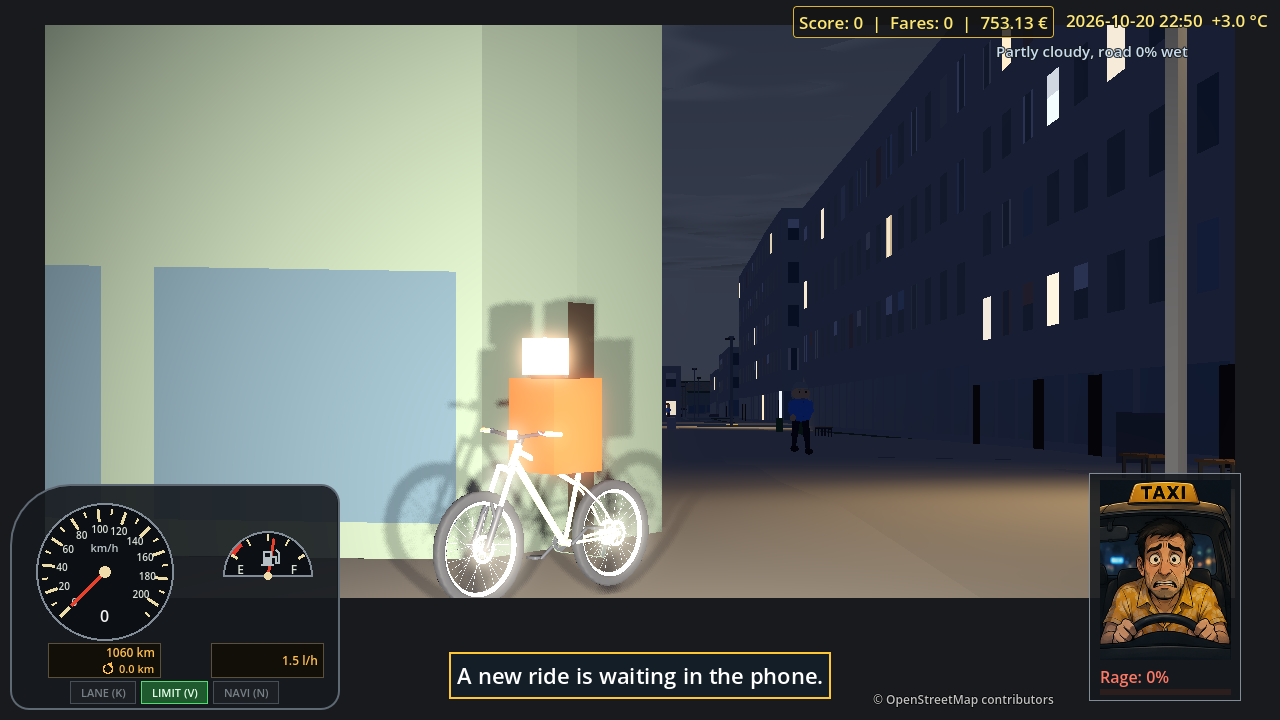 Score: 0 | Fares: 0 | 753.13 €
2026-10-20 22:50 +3.0 °C
Partly cloudy, road 0% wet
0 20 40 60 80 100 120 140 160 180 200
km/h
0
E F
1060 km
0.0 km
1.5 l/h
LANE (K) LIMIT (V) NAVI (N)
A new ride is waiting in the phone.
TAXI
Rage: 0%
© OpenStreetMap contributors